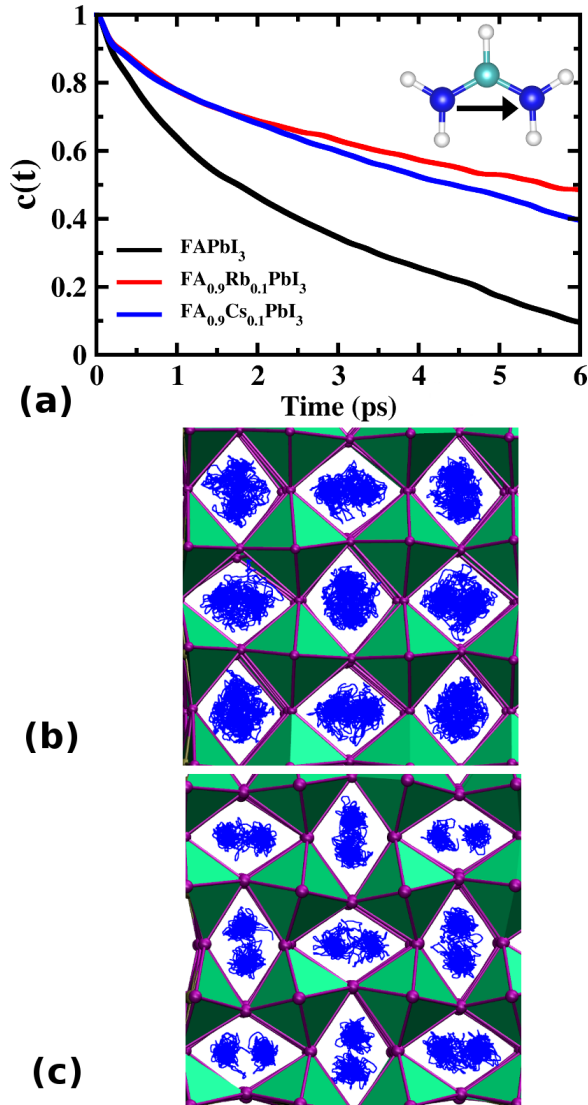 1
0.8
0.6
0.4
0.2
0
c(t)
FAPbI₃
FA₀.₉Rb₀.₁PbI₃
FA₀.₉Cs₀.₁PbI₃
0 1 2 3 4 5 6
Time (ps)
(a)
(b)
(c)